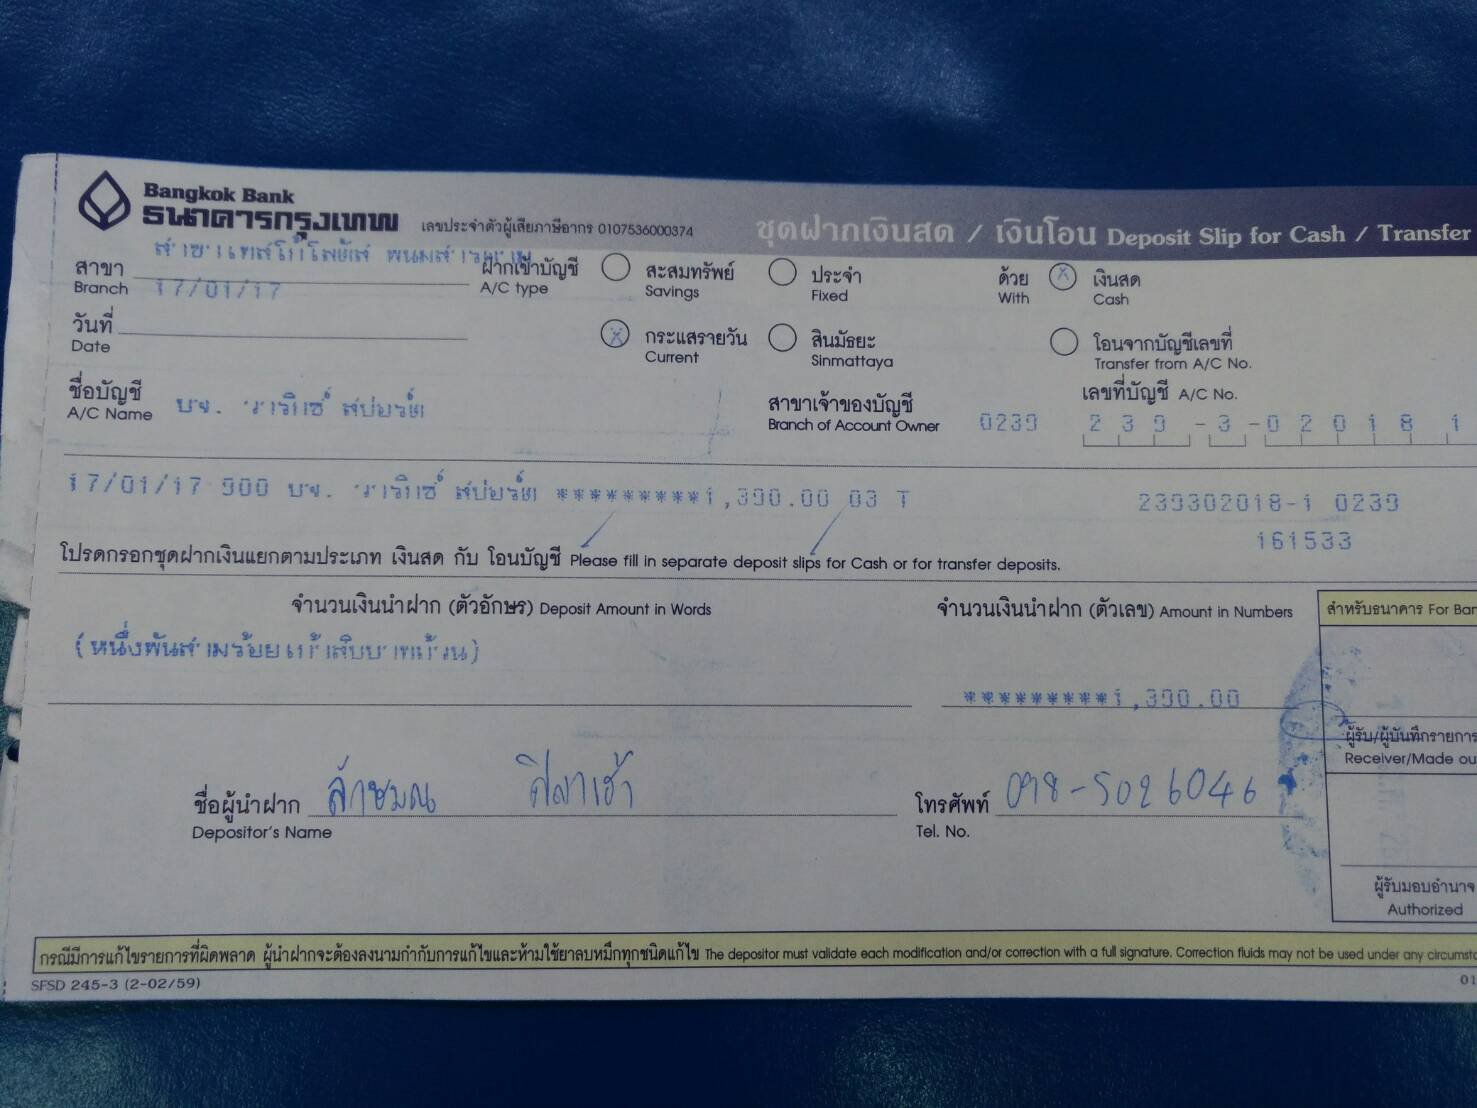 Bangkok Bank
ธนาคารกรุงเทพ เลขประจำตัวผู้เสียภาษีอากร 0107536000374 ชุดฝากเงินสด / เงินโอน Deposit Slip for Cash / Transfer
สาขา สาขาเทสโก้โลตัส พนมสารคาม ฝากเข้าบัญชี สะสมทรัพย์ ประจำ ด้วย X เงินสด
Branch 17/01/17 A/C type Savings Fixed With Cash
วันที่ X กระแสรายวัน สินมัธยะ โอนจากบัญชีเลขที่
Date Current Sinmattaya Transfer from A/C No.
ชื่อบัญชี บจ. วาริกซ์ สปอร์ต สาขาเจ้าของบัญชี 0239 เลขที่บัญชี A/C No.
A/C Name Branch of Account Owner 239-3-02018 1
17/01/17 900 บจ. วาริกซ์ สปอร์ต *********1,390.00 03 T 239302018-1 0239
161533
โปรดกรอกชุดฝากเงินแยกตามประเภท เงินสด กับ โอนบัญชี Please fill in separate deposit slips for Cash or for transfer deposits.
จำนวนเงินนำฝาก (ตัวอักษร) Deposit Amount in Words จำนวนเงินนำฝาก (ตัวเลข) Amount in Numbers สำหรับธนาคาร For Ban
(หนึ่งพันสามร้อยเก้าสิบบาทถ้วน)
*********1,390.00
ผู้รับ/ผู้บันทึกรายการ
Receiver/Made ou
ชื่อผู้นำฝาก ลักษมณ ศิลาเฮ้า โทรศัพท์ 098-5026046
Depositor's Name Tel. No.
ผู้รับมอบอำนาจ
Authorized
กรณีมีการแก้ไขรายการที่ผิดพลาด ผู้นำฝากจะต้องลงนามกำกับการแก้ไขและห้ามใช้ยาลบหมึกทุกชนิดแก้ไข The depositor must validate each modification and/or correction with a full signature. Correction fluids may not be used under any circumsta
SFSD 245-3 (2-02/59) 01